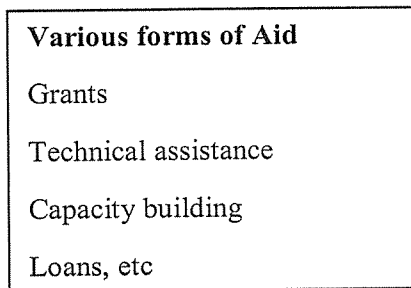 Various forms of Aid
Grants
Technical assistance
Capacity building
Loans, etc